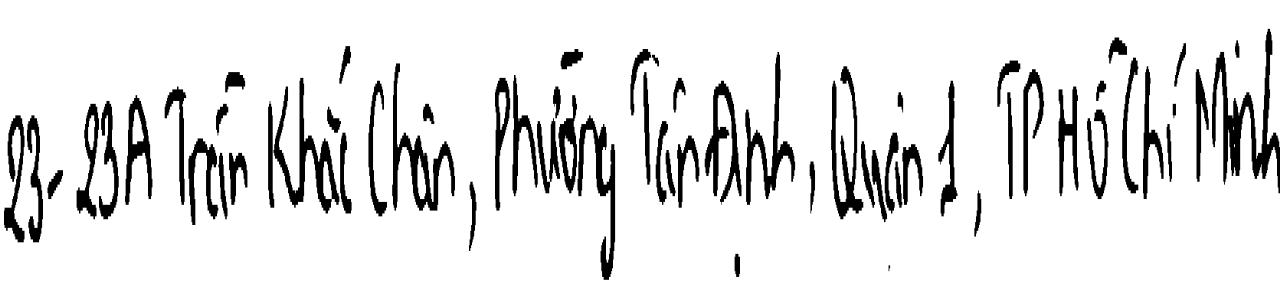 23-23A Trần Khắc Chân, Phường Tân Định, Quận 1, TP Hồ Chí Minh